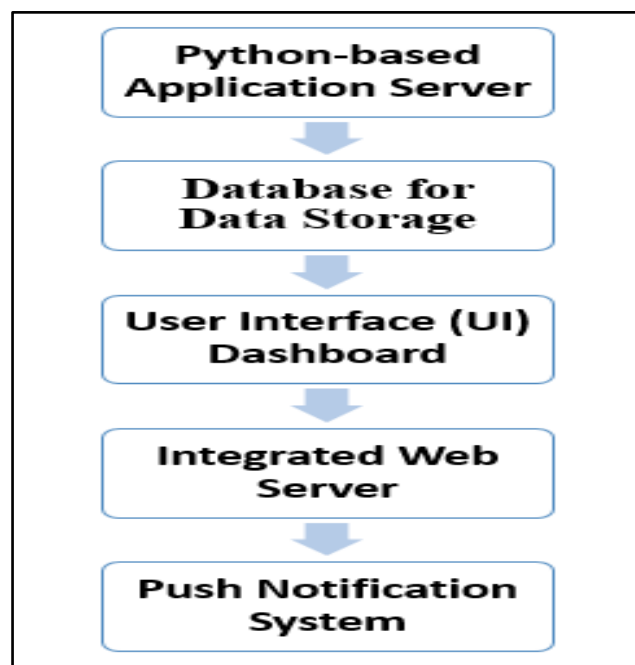 Python-based
Application Server
Database for
Data Storage
User Interface (UI)
Dashboard
Integrated Web
Server
Push Notification
System